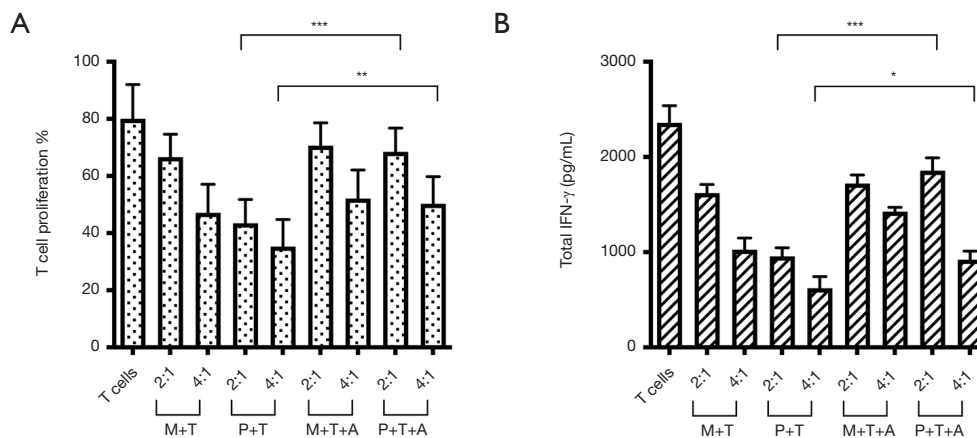 A
***
**
100
80
60
40
20
0
T cell proliferation %
T cells
2:1
4:1
2:1
4:1
2:1
4:1
2:1
4:1
M+T
P+T
M+T+A
P+T+A
B
***
*
3000
2000
1000
0
Total IFN-γ (pg/mL)
T cells
2:1
4:1
2:1
4:1
2:1
4:1
2:1
4:1
M+T
P+T
M+T+A
P+T+A